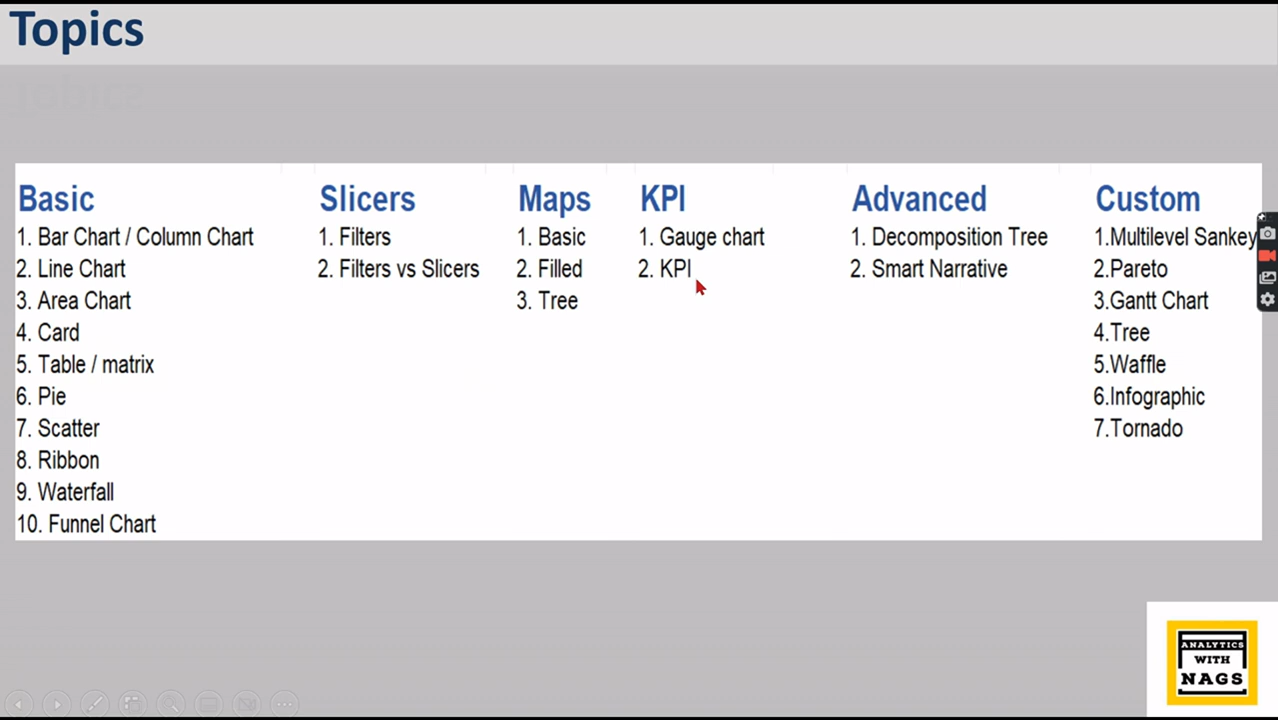 Topics
Basic
1. Bar Chart / Column Chart
2. Line Chart
3. Area Chart
4. Card
5. Table / matrix
6. Pie
7. Scatter
8. Ribbon
9. Waterfall
10. Funnel Chart
Slicers
1. Filters
2. Filters vs Slicers
Maps
1. Basic
2. Filled
3. Tree
KPI
1. Gauge chart
2. KPI
Advanced
1. Decomposition Tree
2. Smart Narrative
Custom
1.Multilevel Sankey
2.Pareto
3.Gantt Chart
4.Tree
5.Waffle
6.Infographic
7.Tornado
ANALYTICS
WITH
NAGS